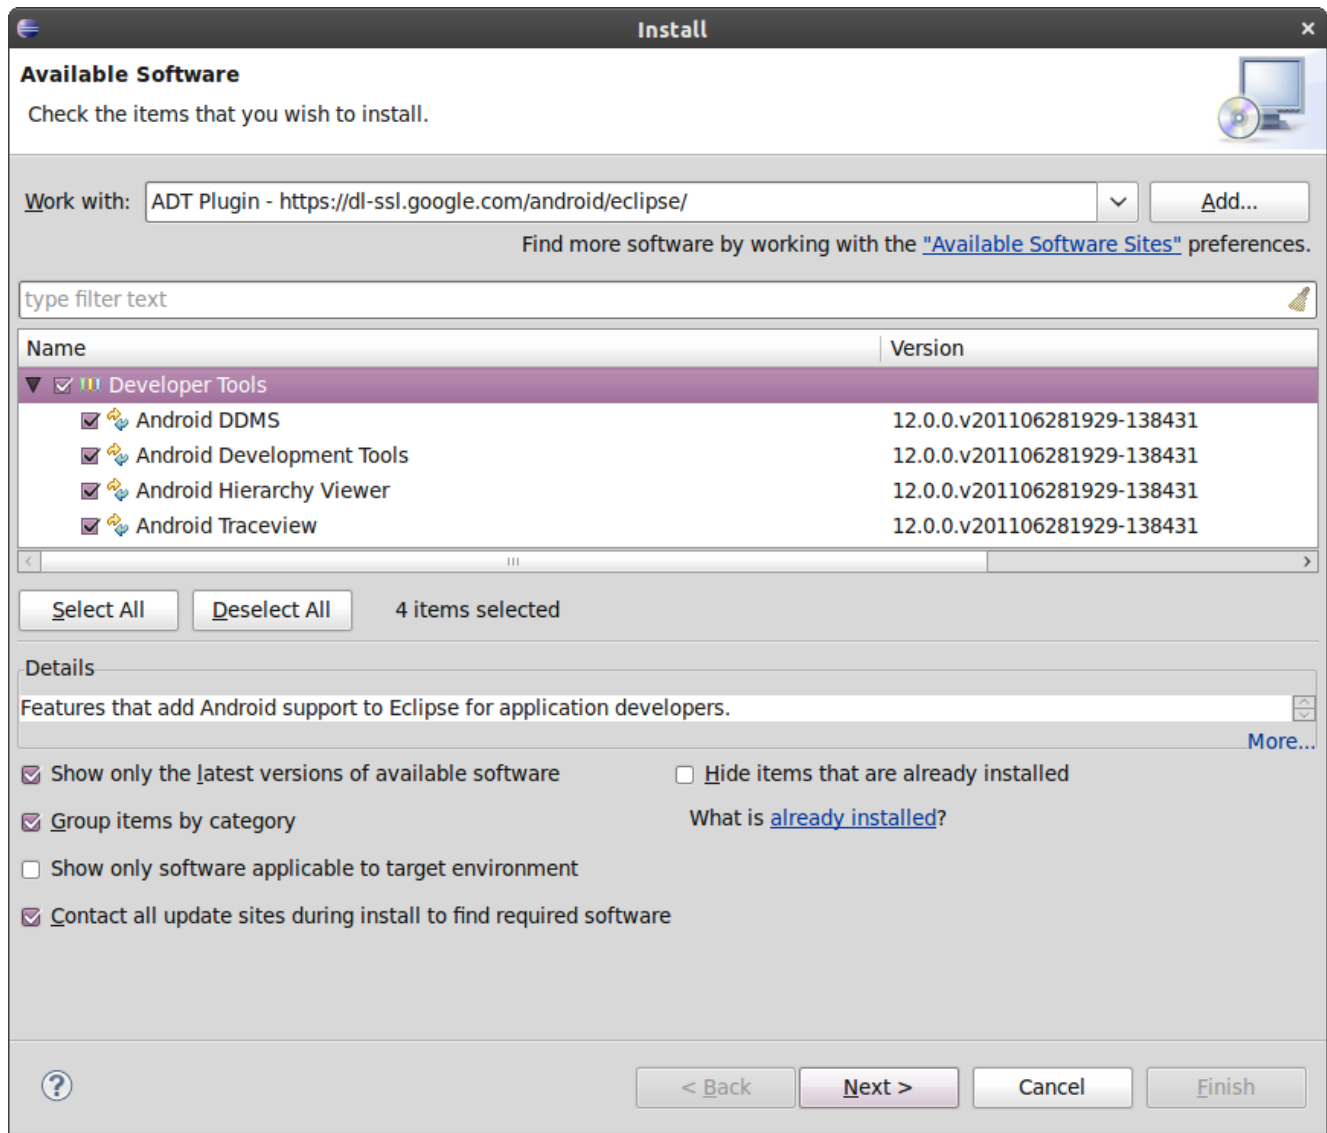 Install
Available Software
Check the items that you wish to install.
Work with: ADT Plugin - https://dl-ssl.google.com/android/eclipse/ Add...
Find more software by working with the "Available Software Sites" preferences.
type filter text
Name Version
Developer Tools
Android DDMS 12.0.0.v201106281929-138431
Android Development Tools 12.0.0.v201106281929-138431
Android Hierarchy Viewer 12.0.0.v201106281929-138431
Android Traceview 12.0.0.v201106281929-138431
Select All Deselect All 4 items selected
Details
Features that add Android support to Eclipse for application developers.
More...
Show only the latest versions of available software Hide items that are already installed
Group items by category What is already installed?
Show only software applicable to target environment
Contact all update sites during install to find required software
< Back Next > Cancel Finish